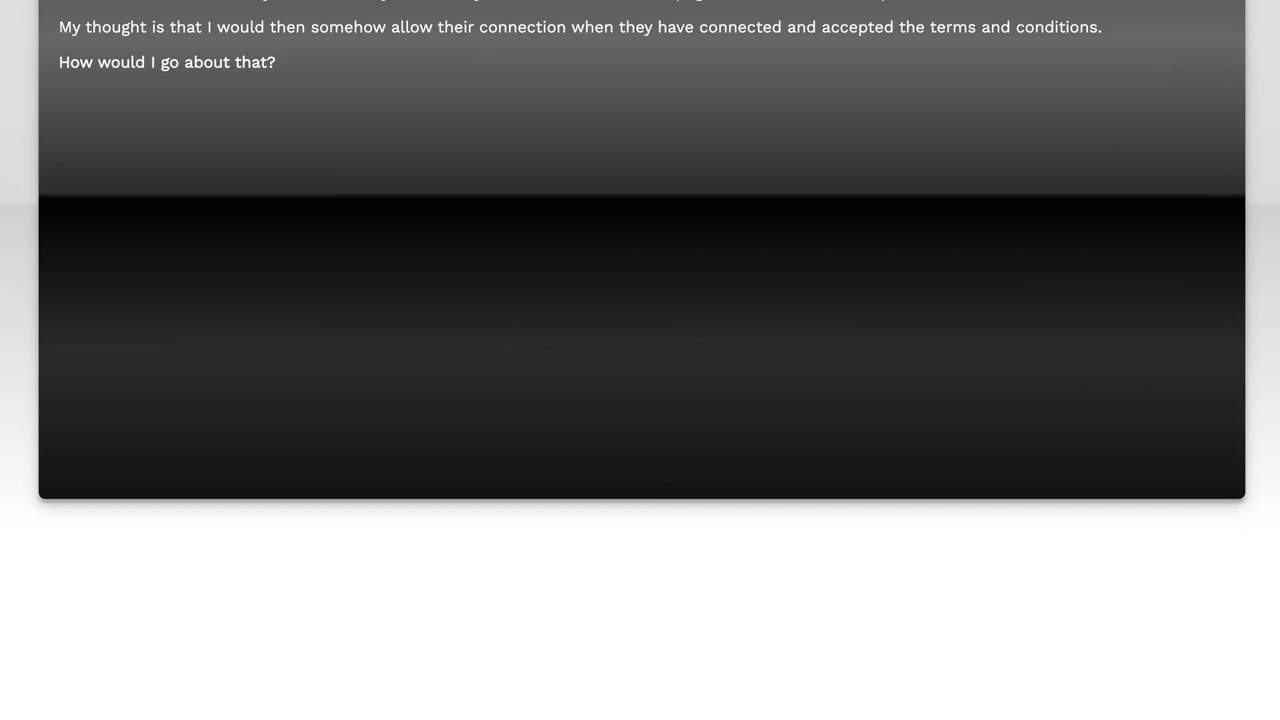 My thought is that I would then somehow allow their connection when they have connected and accepted the terms and conditions.
How would I go about that?